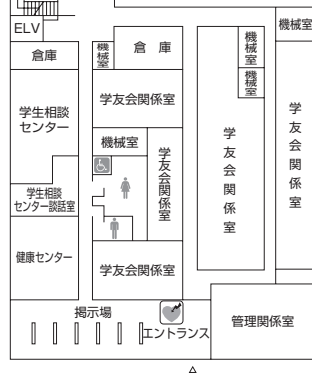 ELV
倉庫
機械室
倉 庫
機械室
機械室
機械室
学生相談
センター
学友会関係室
機械室
学友会関係室
学友会関係室
学友会関係室
学生相談
センター談話室
健康センター
学友会関係室
掲示場
エントランス
管理関係室